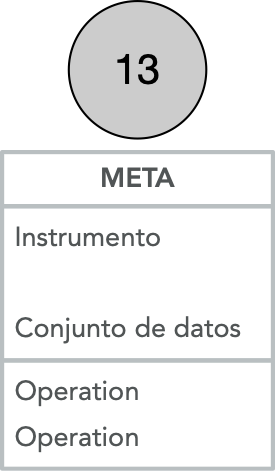 13
META
Instrumento
Conjunto de datos
Operation
Operation